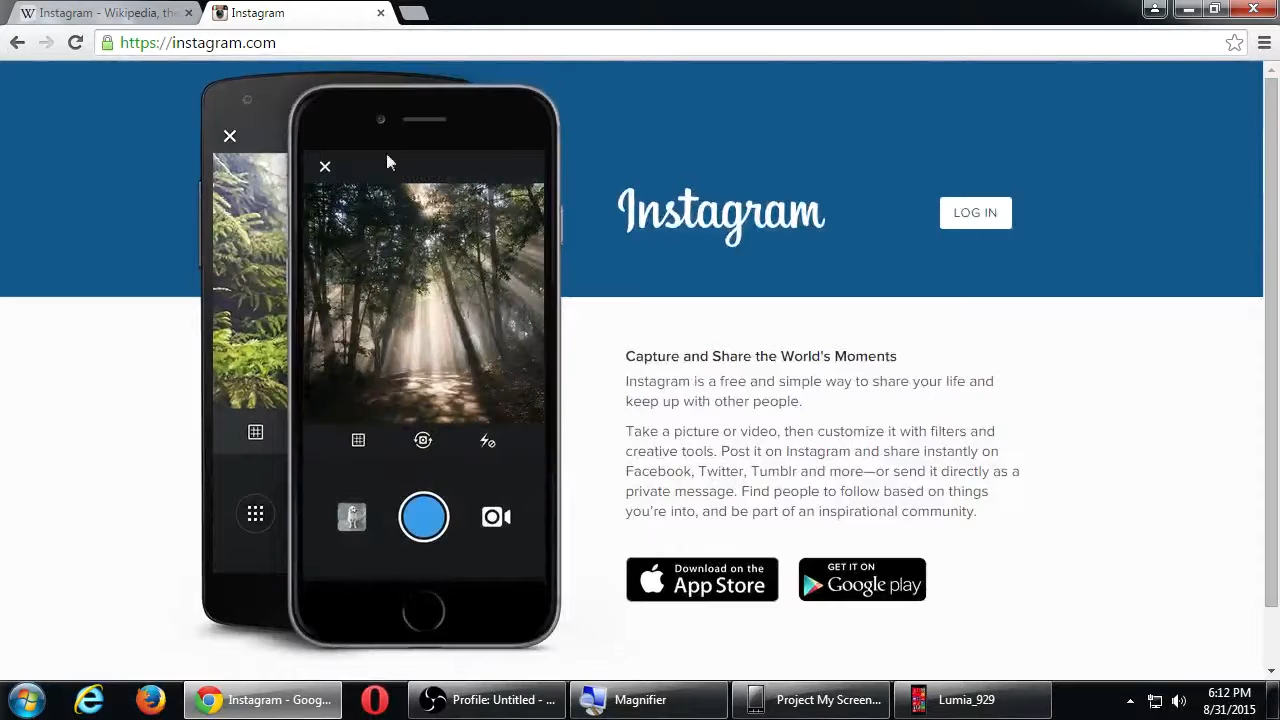 Instagram - Wikipedia, the
Instagram
https://instagram.com
Instagram
LOG IN
Capture and Share the World's Moments
Instagram is a free and simple way to share your life and
keep up with other people.
Take a picture or video, then customize it with filters and
creative tools. Post it on Instagram and share instantly on
Facebook, Twitter, Tumblr and more—or send it directly as a
private message. Find people to follow based on things
you're into, and be part of an inspirational community.
Download on the
App Store
GET IT ON
Google play
Instagram - Goog...
Profile: Untitled - ...
Magnifier
Project My Screen...
Lumia_929
6:12 PM
8/31/2015